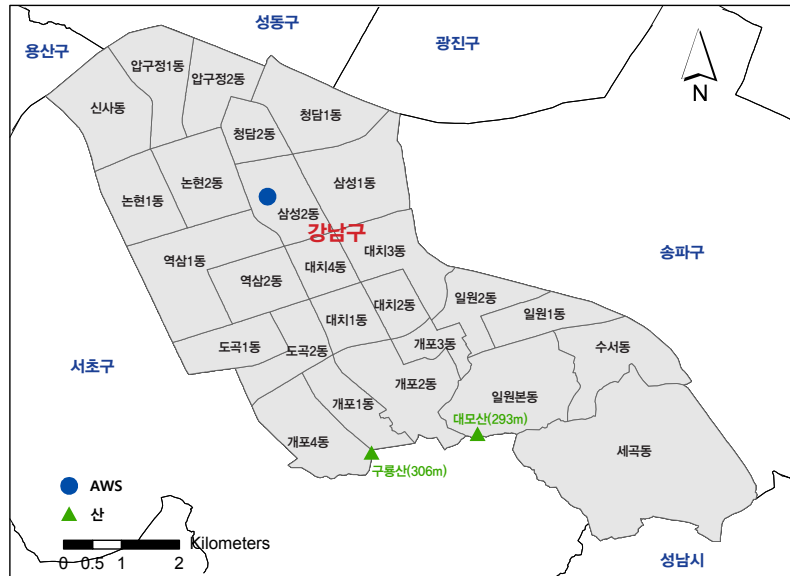 성동구
용산구
광진구
압구정1동
압구정2동
N
신사동
청담1동
청담2동
논현2동
삼성1동
논현1동
삼성2동
강남구
대치3동
송파구
역삼1동
대치4동
역삼2동
일원2동
대치2동
일원1동
대치1동
개포3동
수서동
도곡1동
도곡2동
서초구
개포2동
일원본동
개포1동
대모산(293m)
개포4동
세곡동
구룡산(306m)
AWS
산
Kilometers
0 0.5 1 2
성남시